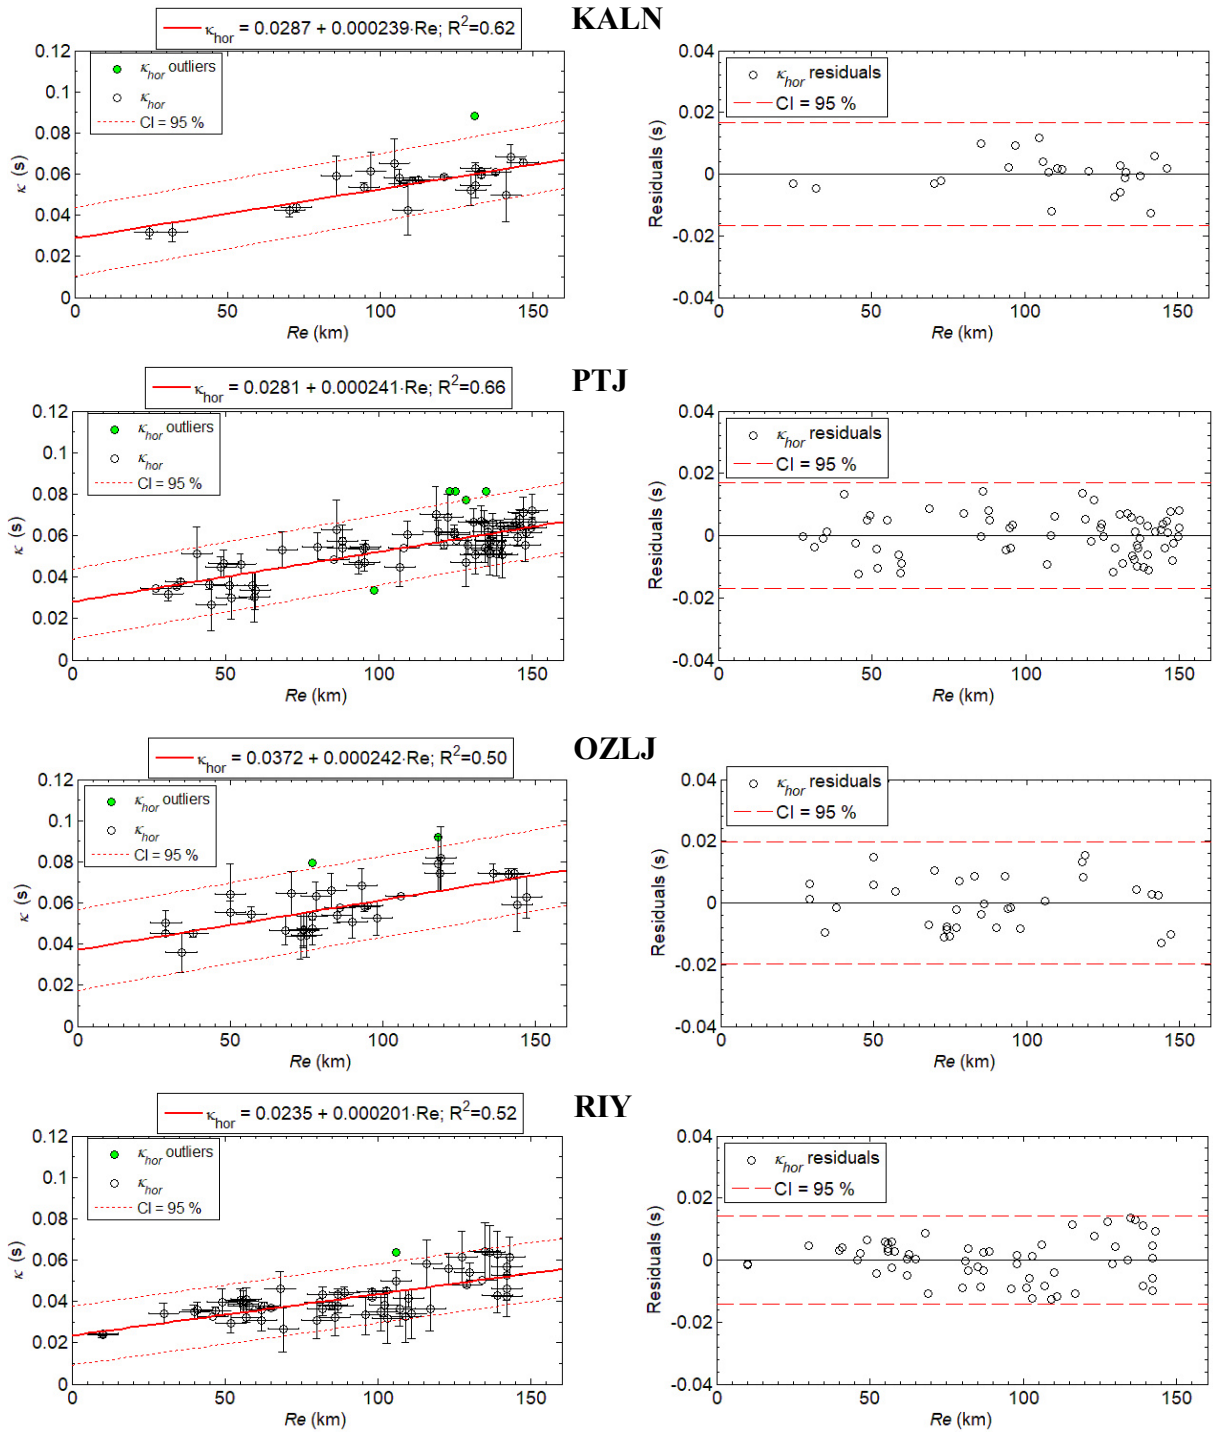 KALN
κhor = 0.0287 + 0.000239·Re; R²=0.62
κhor outliers
κhor
CI = 95 %
0.12
0.1
0.08
0.06
0.04
0.02
0
κ (s)
0 50 100 150
Re (km)
κhor residuals
CI = 95 %
0.04
0.02
0
-0.02
-0.04
Residuals (s)
0 50 100 150
Re (km)
PTJ
κhor = 0.0281 + 0.000241·Re; R²=0.66
κhor outliers
κhor
CI = 95 %
0.12
0.1
0.08
0.06
0.04
0.02
0
κ (s)
0 50 100 150
Re (km)
κhor residuals
CI = 95 %
0.04
0.02
0
-0.02
-0.04
Residuals (s)
0 50 100 150
Re (km)
OZLJ
κhor = 0.0372 + 0.000242·Re; R²=0.50
κhor outliers
κhor
CI = 95 %
0.12
0.1
0.08
0.06
0.04
0.02
0
κ (s)
0 50 100 150
Re (km)
κhor residuals
CI = 95 %
0.04
0.02
0
-0.02
-0.04
Residuals (s)
0 50 100 150
Re (km)
RIY
κhor = 0.0235 + 0.000201·Re; R²=0.52
κhor outliers
κhor
CI = 95 %
0.12
0.1
0.08
0.06
0.04
0.02
0
κ (s)
0 50 100 150
Re (km)
κhor residuals
CI = 95 %
0.04
0.02
0
-0.02
-0.04
Residuals (s)
0 50 100 150
Re (km)